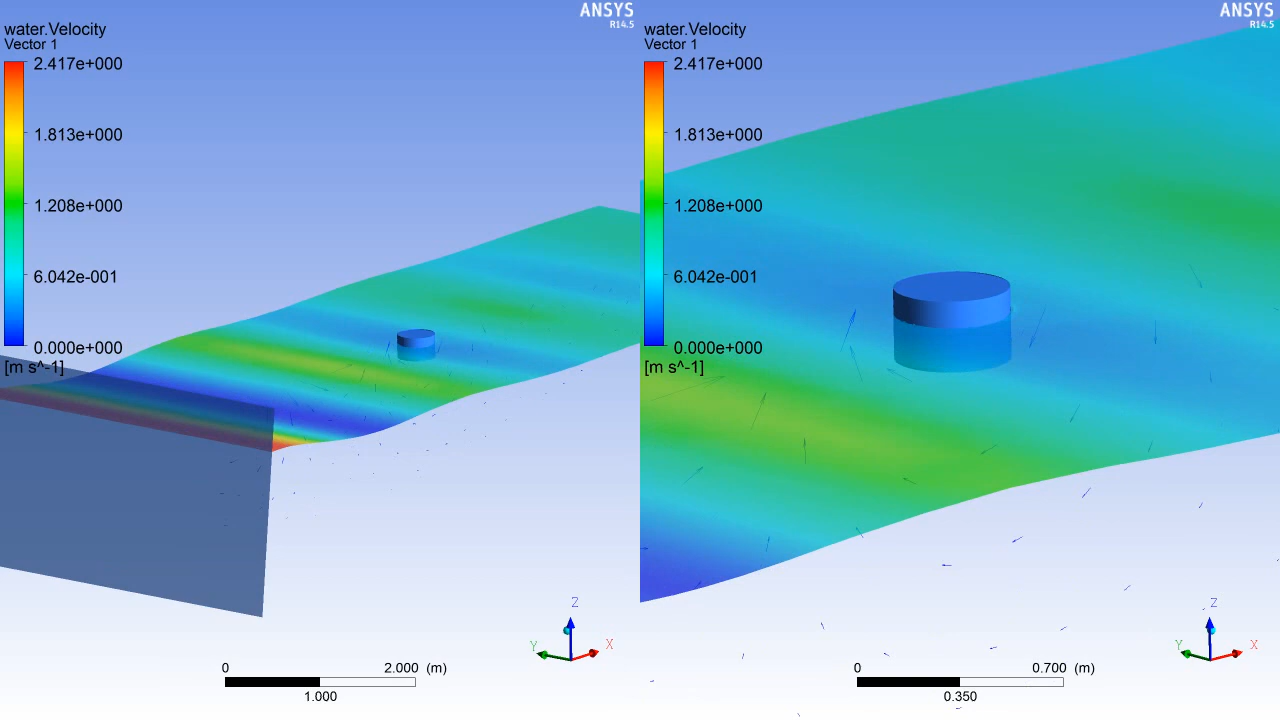 ANSYS
R14.5
water.Velocity
Vector 1
2.417e+000
1.813e+000
1.208e+000
6.042e-001
0.000e+000
[m s^-1]
Z
Y
X
0
2.000
(m)
1.000
ANSYS
R14.5
water.Velocity
Vector 1
2.417e+000
1.813e+000
1.208e+000
6.042e-001
0.000e+000
[m s^-1]
Z
Y
X
0
0.700
(m)
0.350